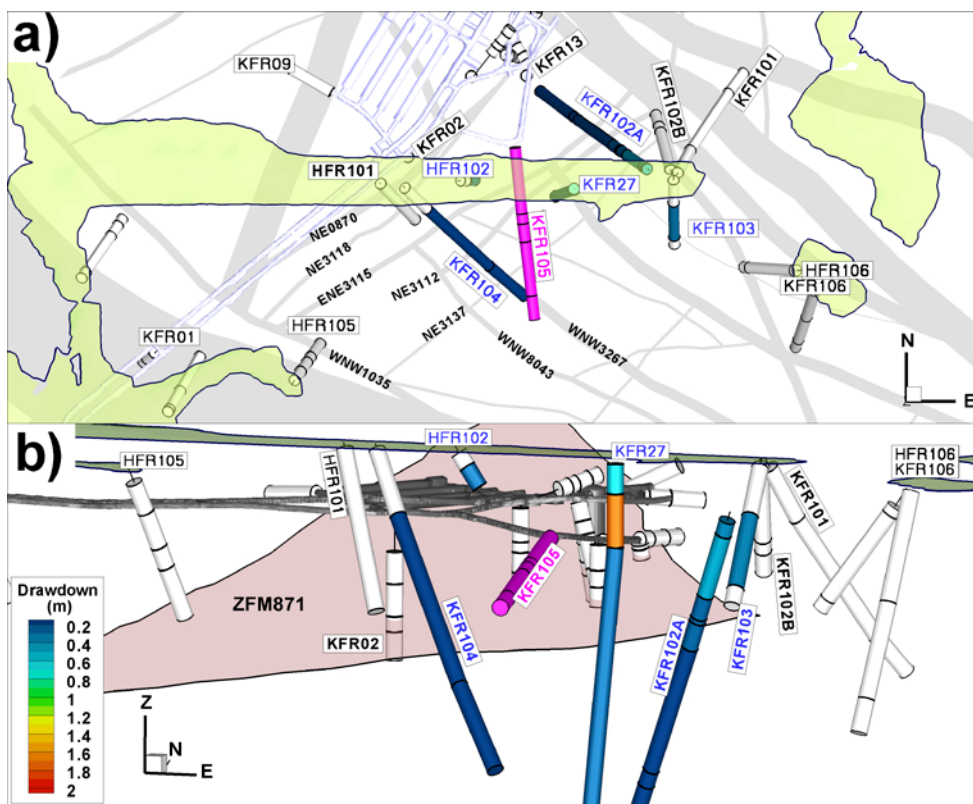 a)
KFR09
KFR13
KFR101
KFR102B
KFR102A
KFR02
HFR101
HFR102
KFR27
KFR103
KFR105
KFR104
HFR106
KFR106
NE0870
NE3118
ENE3115
NE3112
NE3137
KFR01
HFR105
WNW1035
WNW8043
WNW3267
N
E
b)
HFR105
HFR101
HFR102
KFR27
HFR106
KFR106
KFR101
KFR102B
KFR103
KFR102A
KFR105
ZFM871
KFR02
KFR104
Drawdown
(m)
0.2
0.4
0.6
0.8
1
1.2
1.4
1.6
1.8
2
Z
N
E